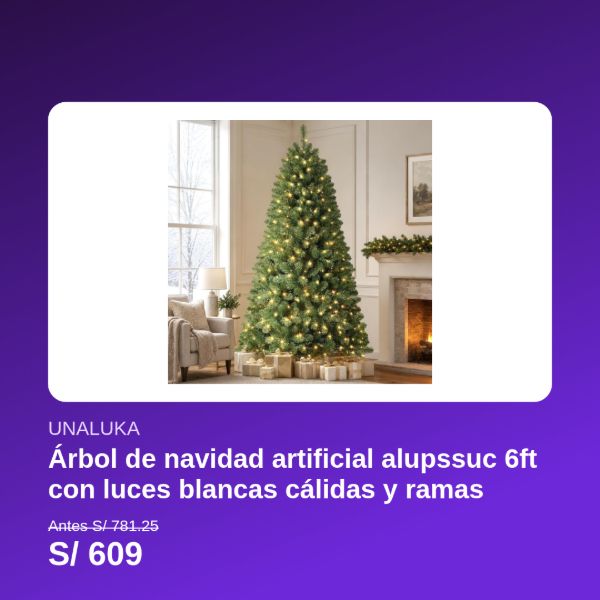 UNALUKA
Árbol de navidad artificial alupssuc 6ft
con luces blancas cálidas y ramas
Antes S/ 781.25
S/ 609